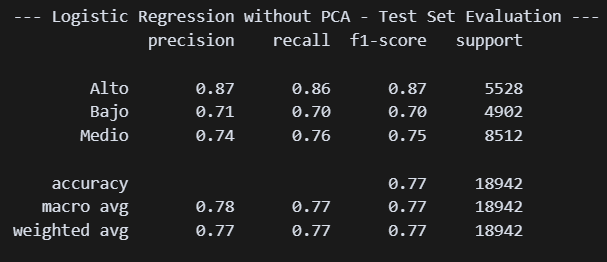 --- Logistic Regression without PCA - Test Set Evaluation ---
precision recall f1-score support
Alto 0.87 0.86 0.87 5528
Bajo 0.71 0.70 0.70 4902
Medio 0.74 0.76 0.75 8512
accuracy 0.77 18942
macro avg 0.78 0.77 0.77 18942
weighted avg 0.77 0.77 0.77 18942